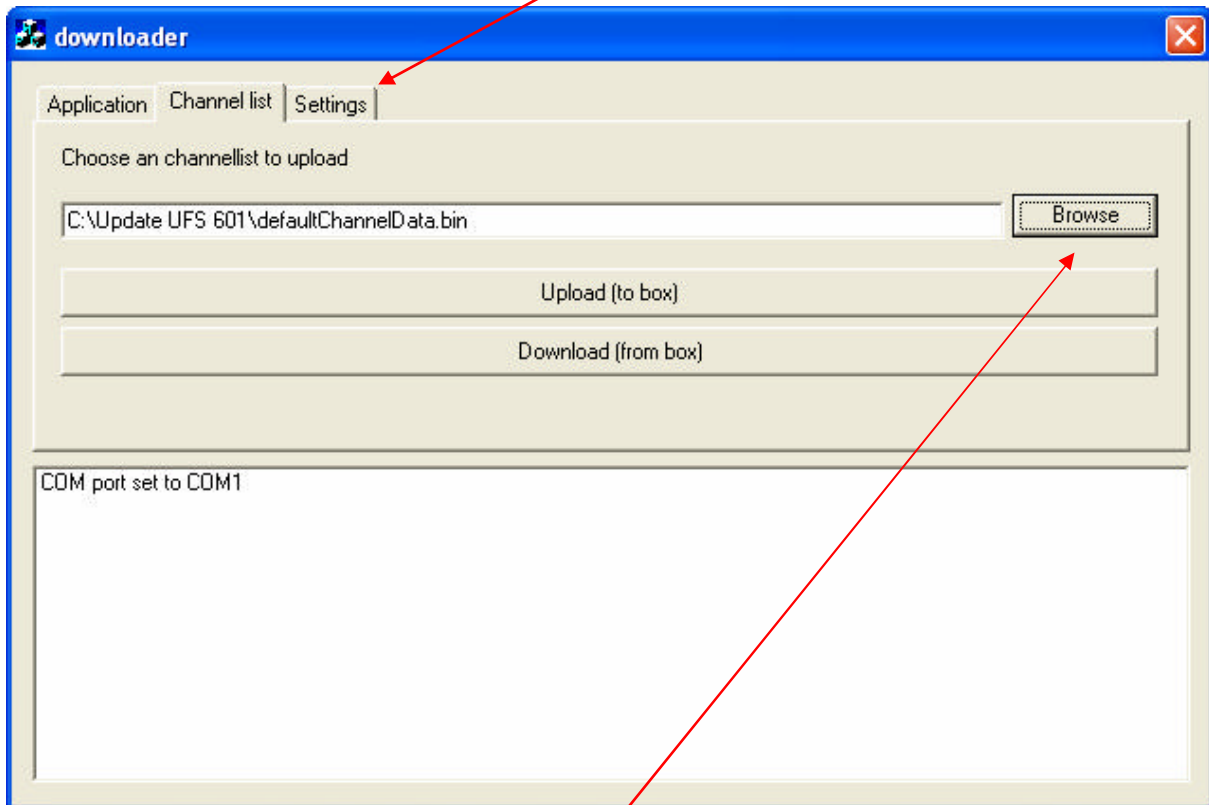 downloader
Application Channel list Settings
Choose an channellist to upload
C:\Update UFS 601\defaultChannelData.bin Browse
Upload (to box)
Download (from box)
COM port set to COM1